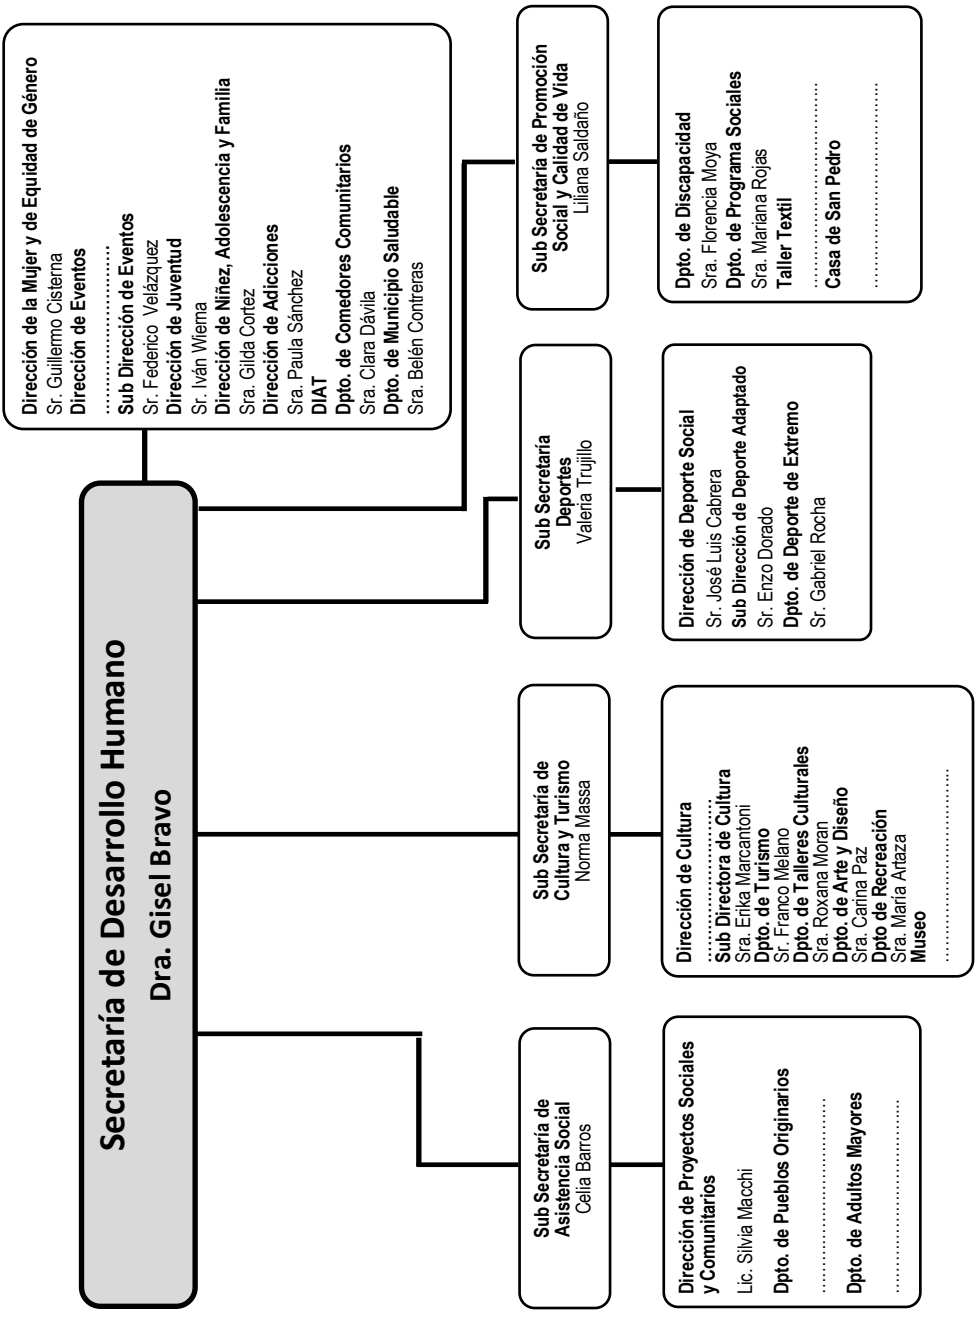 Secretaría de Desarrollo Humano
Dra. Gisel Bravo
Dirección de la Mujer y de Equidad de Género
Sr. Guillermo Cisterna
Dirección de Eventos
……………………………
Sub Dirección de Eventos
Sr. Federico Velázquez
Dirección de Juventud
Sr. Iván Wierna
Dirección de Niñez, Adolescencia y Familia
Sra. Gilda Cortez
Dirección de Adicciones
Sra. Paula Sánchez
DIAT
Dpto. de Comedores Comunitarios
Sra. Clara Dávila
Dpto. de Municipio Saludable
Sra. Belén Contreras
Sub Secretaría de
Asistencia Social
Celia Barros
Dirección de Proyectos Sociales
y Comunitarios
Lic. Silvia Macchi
Dpto. de Pueblos Originarios
……………………………
Dpto. de Adultos Mayores
……………………………
Sub Secretaría de
Cultura y Turismo
Norma Massa
Dirección de Cultura
……………………………
Sub Directora de Cultura
Sra. Erika Marcantoni
Dpto. de Turismo
Sr. Franco Melano
Dpto. de Talleres Culturales
Sra. Roxana Moran
Dpto. de Arte y Diseño
Sra. Carina Paz
Dpto de Recreación
Sra. María Artaza
Museo
……………………………
Sub Secretaría
Deportes
Valeria Trujillo
Dirección de Deporte Social
Sr. José Luis Cabrera
Sub Dirección de Deporte Adaptado
Sr. Enzo Dorado
Dpto. de Deporte de Extremo
Sr. Gabriel Rocha
Sub Secretaría de Promoción
Social y Calidad de Vida
Liliana Saldaño
Dpto. de Discapacidad
Sra. Florencia Moya
Dpto. de Programa Sociales
Sra. Mariana Rojas
Taller Textil
……………………………
Casa de San Pedro
……………………………